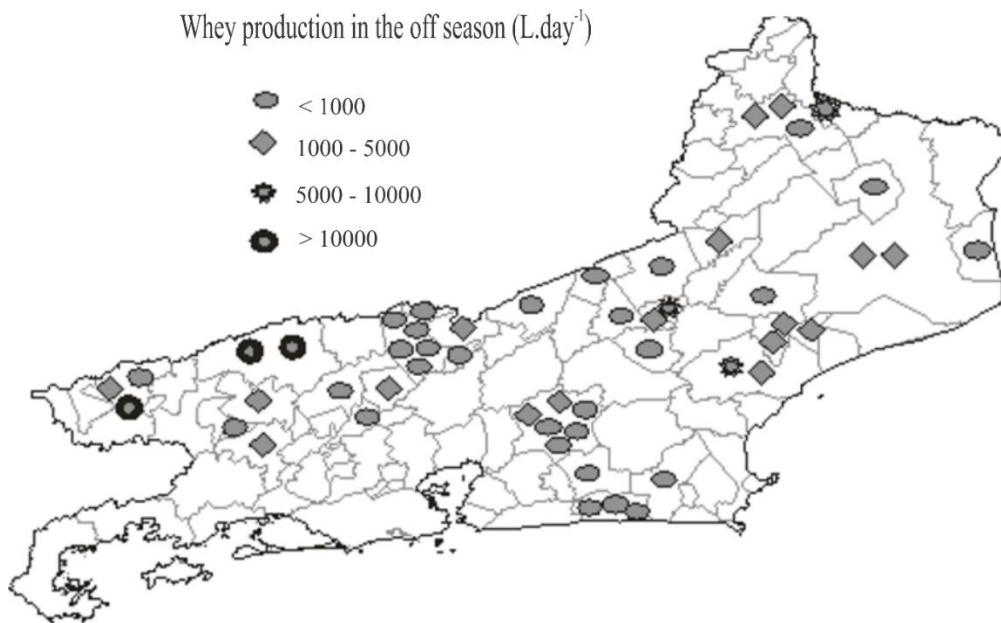 Whey production in the off season (L.day⁻¹)
< 1000
1000 - 5000
5000 - 10000
> 10000